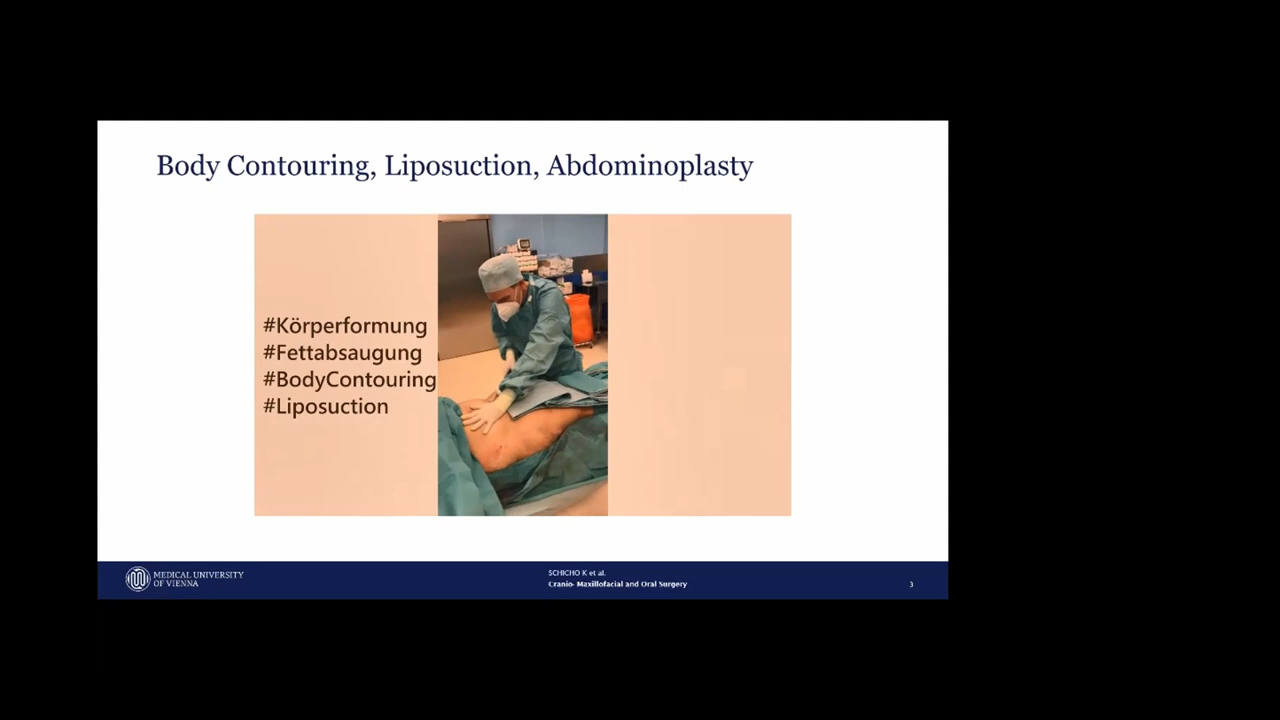 Body Contouring, Liposuction, Abdominoplasty
#Körperformung
#Fettabsaugung
#BodyContouring
#Liposuction
MEDICAL UNIVERSITY
OF VIENNA
SCHICHO K et al.
Cranio- Maxillofacial and Oral Surgery
3